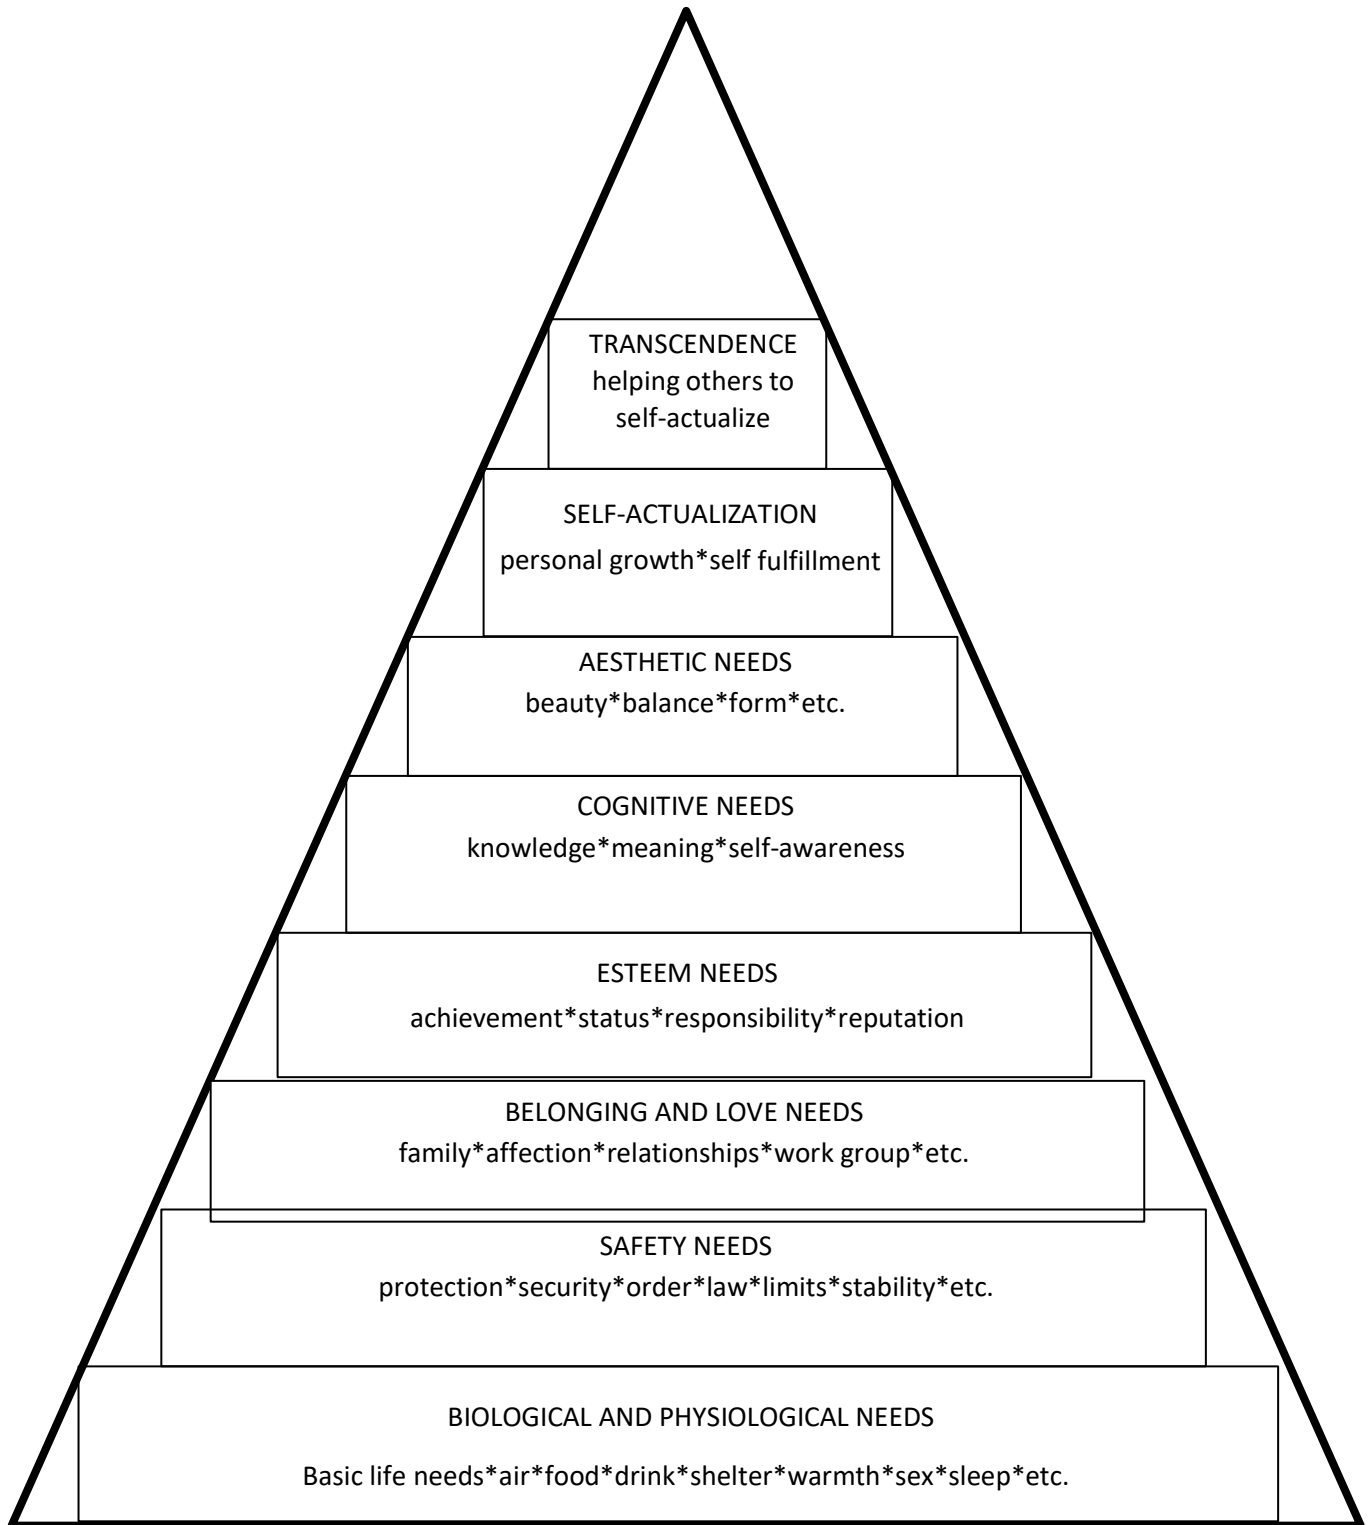 TRANSCENDENCE
helping others to
self-actualize
SELF-ACTUALIZATION
personal growth*self fulfillment
AESTHETIC NEEDS
beauty*balance*form*etc.
COGNITIVE NEEDS
knowledge*meaning*self-awareness
ESTEEM NEEDS
achievement*status*responsibility*reputation
BELONGING AND LOVE NEEDS
family*affection*relationships*work group*etc.
SAFETY NEEDS
protection*security*order*law*limits*stability*etc.
BIOLOGICAL AND PHYSIOLOGICAL NEEDS
Basic life needs*air*food*drink*shelter*warmth*sex*sleep*etc.